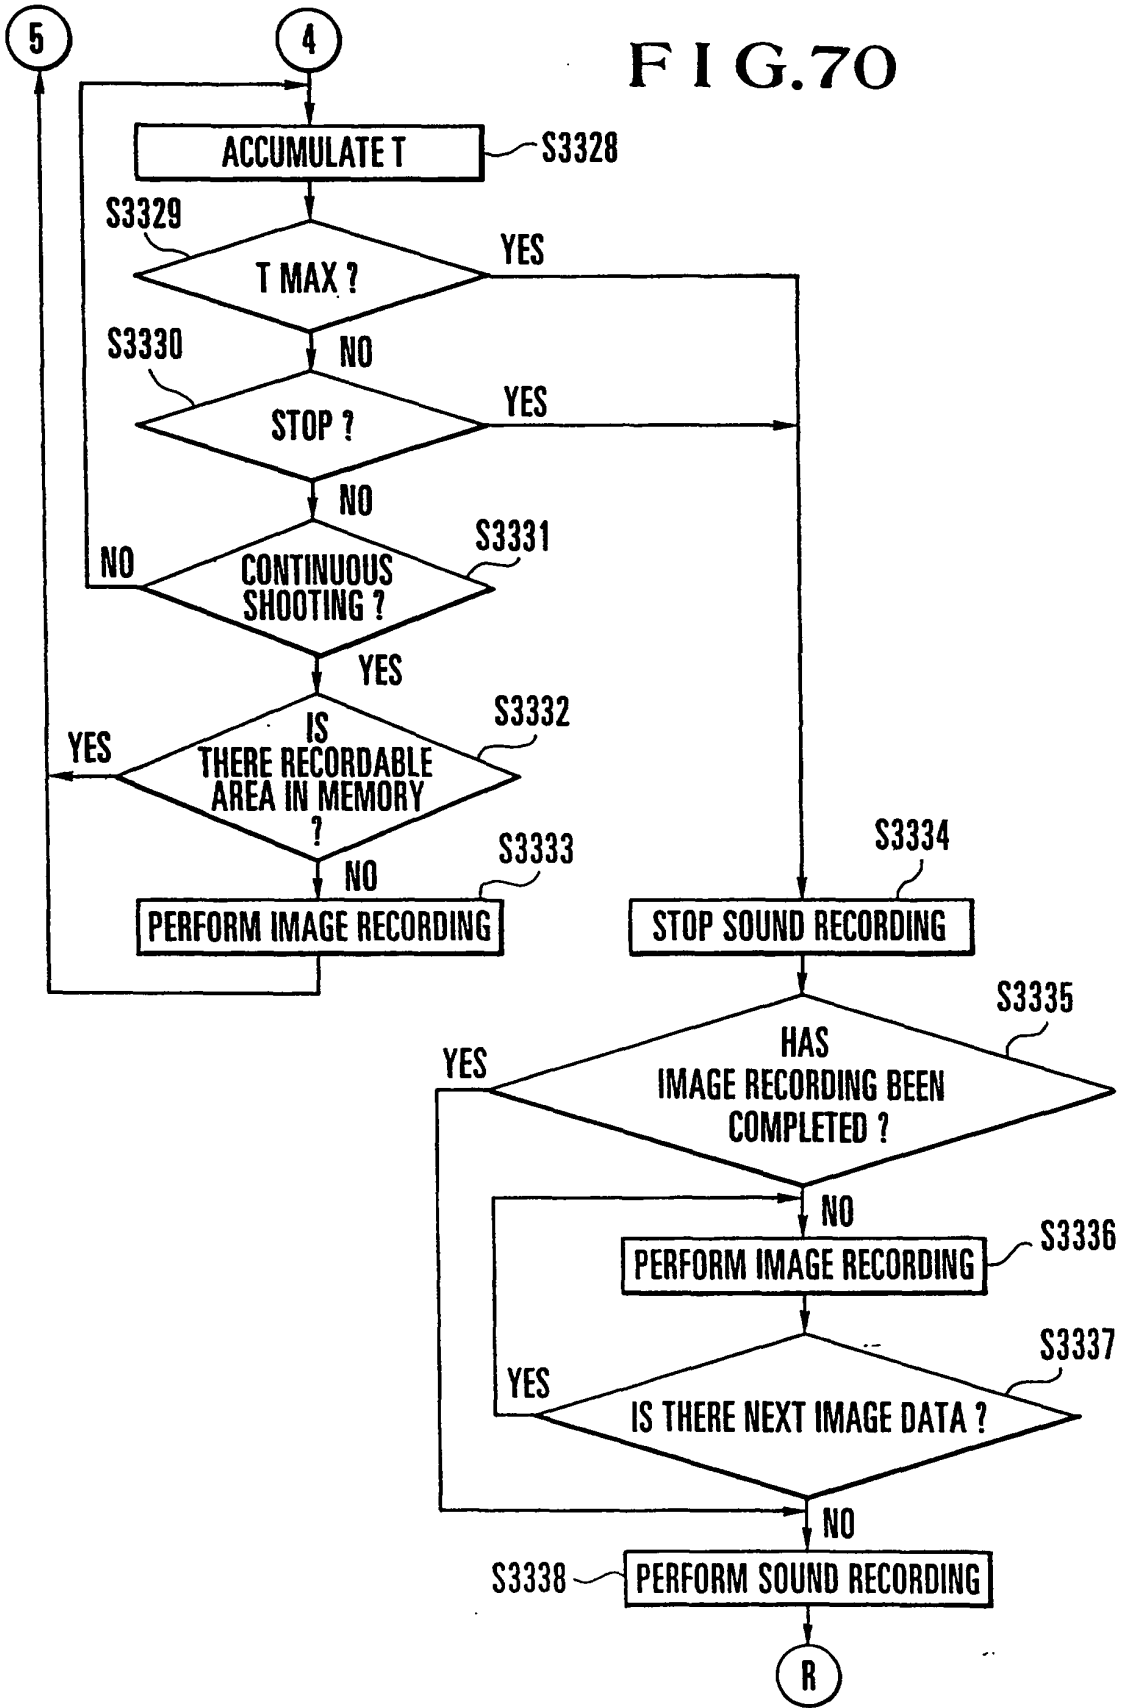 5
4
FIG.70
ACCUMULATE T
S3328
S3329
T MAX ?
YES
NO
S3330
STOP ?
YES
NO
S3331
CONTINUOUS
SHOOTING ?
NO
YES
S3332
IS
THERE RECORDABLE
AREA IN MEMORY
?
YES
NO
S3333
PERFORM IMAGE RECORDING
S3334
STOP SOUND RECORDING
S3335
HAS
IMAGE RECORDING BEEN
COMPLETED ?
YES
NO
S3336
PERFORM IMAGE RECORDING
S3337
IS THERE NEXT IMAGE DATA ?
YES
NO
S3338
PERFORM SOUND RECORDING
R